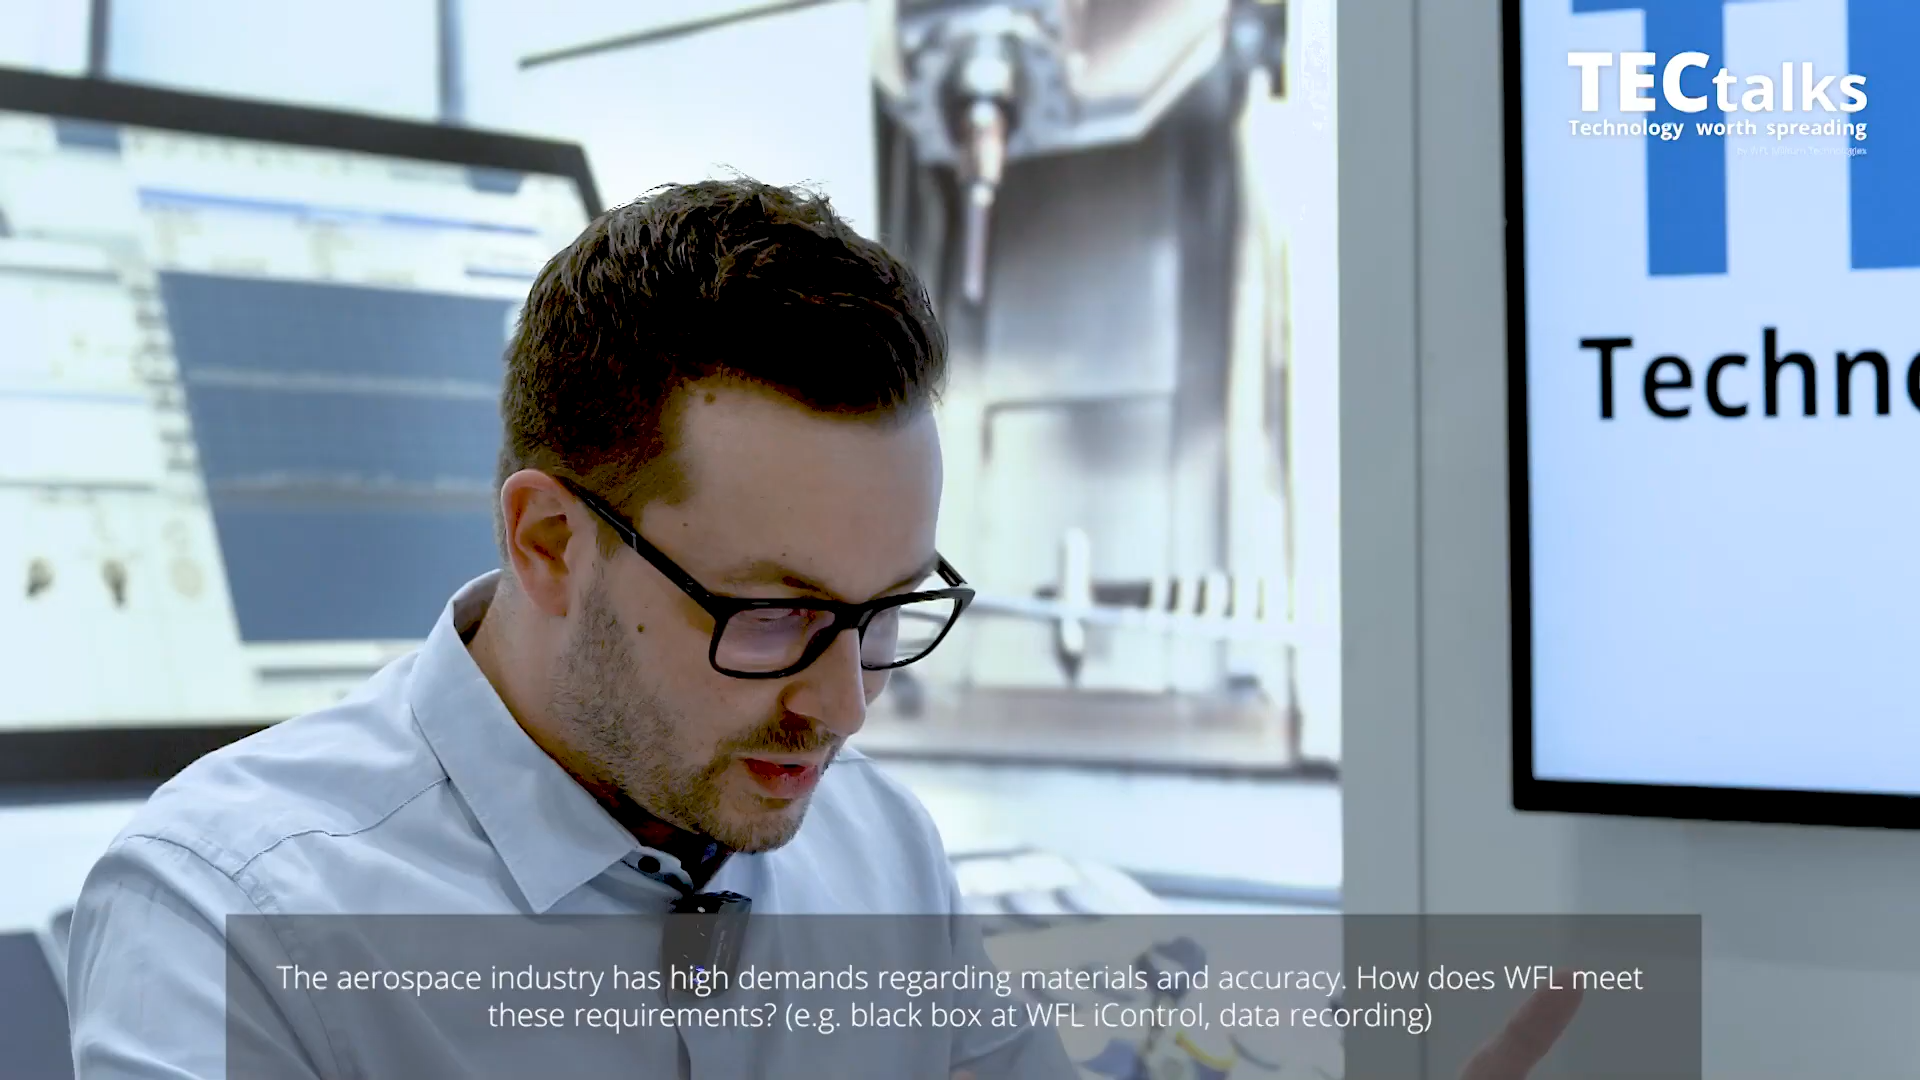 TECtalks
Technology worth spreading
Techno
The aerospace industry has high demands regarding materials and accuracy. How does WFL meet
these requirements? (e.g. black box at WFL iControl, data recording)